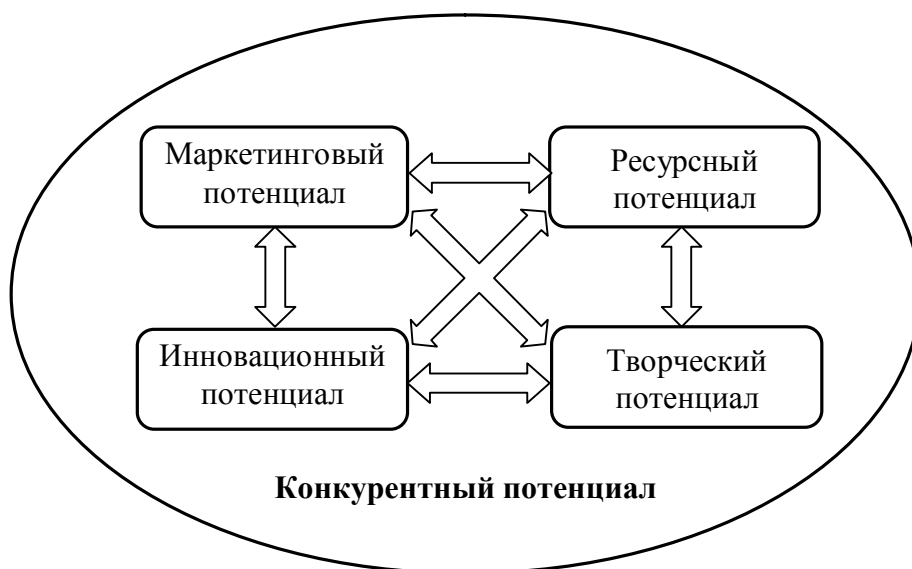 Маркетинговый
потенциал
Ресурсный
потенциал
Инновационный
потенциал
Творческий
потенциал
Конкурентный потенциал